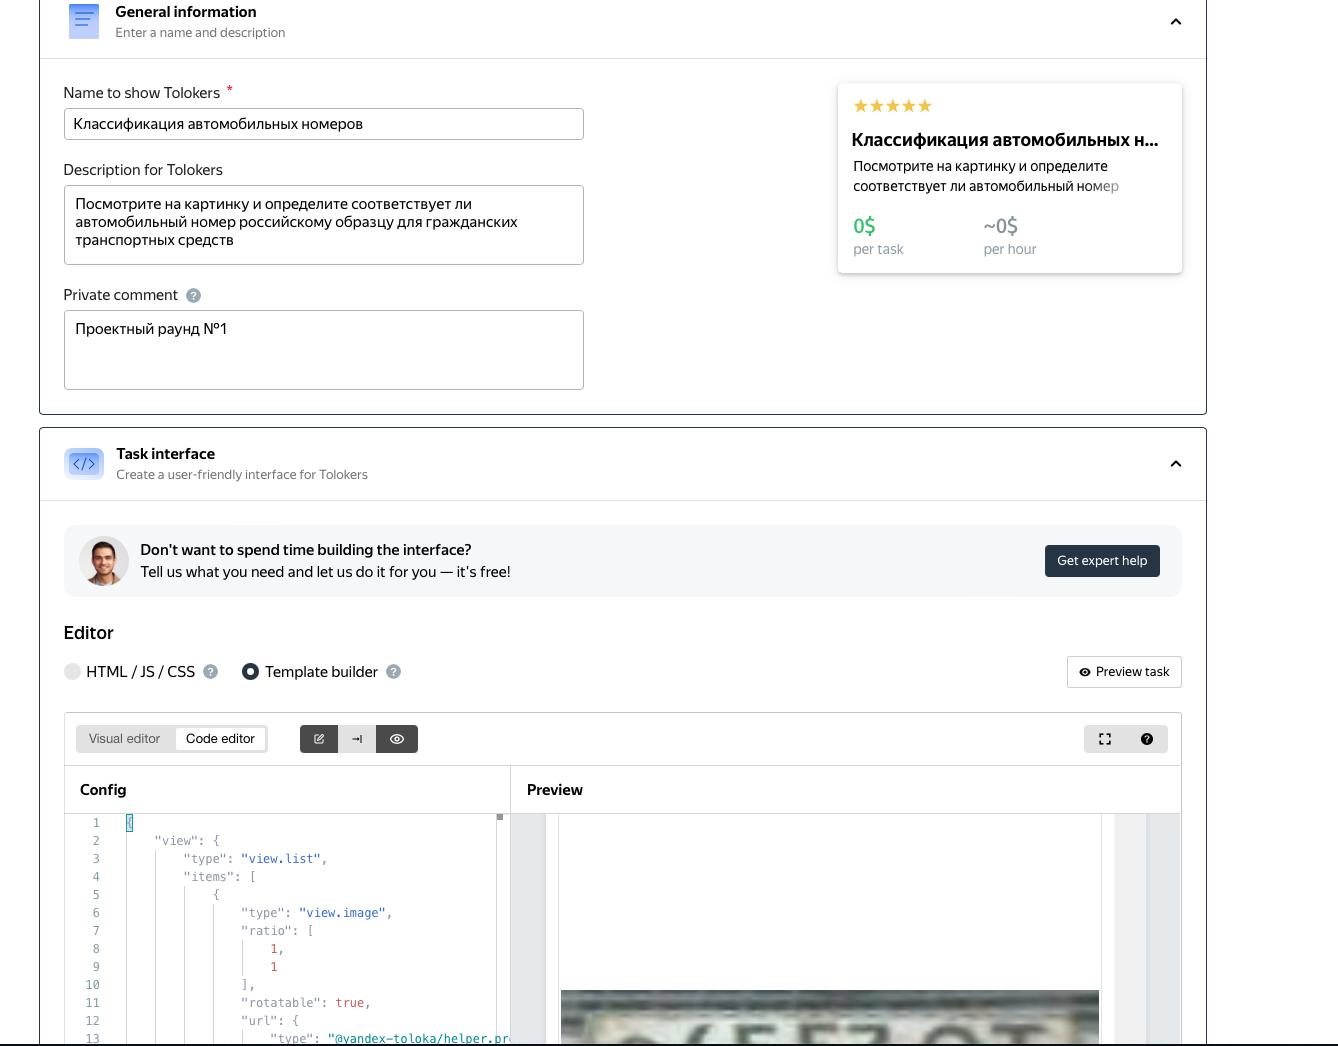 General information
Enter a name and description
Name to show Tolokers *
Классификация автомобильных номеров
Description for Tolokers
Посмотрите на картинку и определите соответствует ли
автомобильный номер российскому образцу для гражданских
транспортных средств
Private comment ?
Проектный раунд №1
Классификация автомобильных н...
Посмотрите на картинку и определите
соответствует ли автомобильный номер
0$
~0$
per task
per hour
Task interface
Create a user-friendly interface for Tolokers
Don't want to spend time building the interface?
Tell us what you need and let us do it for you — it's free!
Get expert help
Editor
HTML / JS / CSS ?
Template builder ?
Preview task
Visual editor
Code editor
Config
Preview
1 {
2 "view": {
3 "type": "view.list",
4 "items": [
5 {
6 "type": "view.image",
7 "ratio": [
8 1,
9 1
10 ],
11 "rotatable": true,
12 "url": {
13 "type": "@yandex-toloka/helper.pr